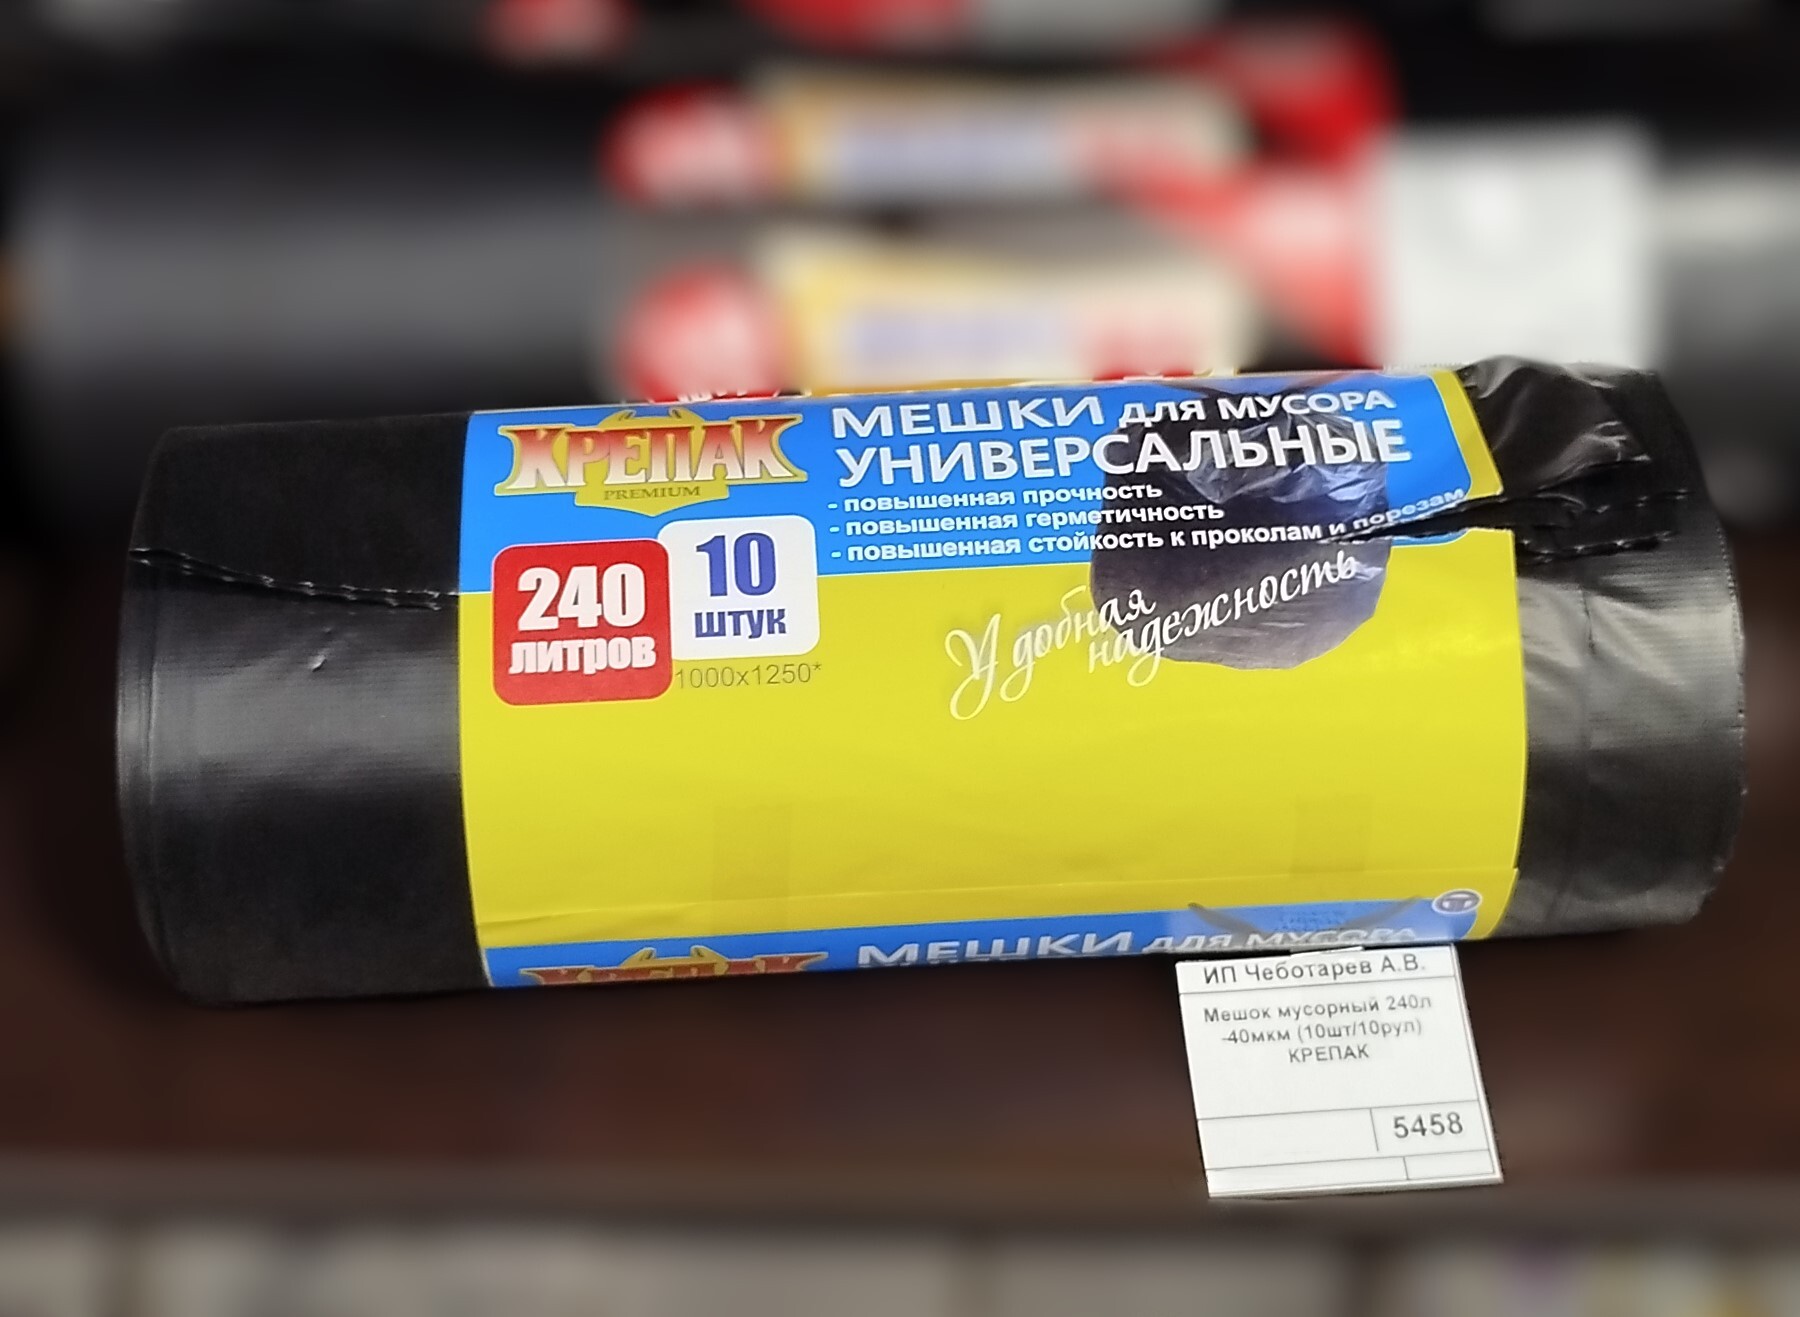 КРЕПАК
PREMIUM
МЕШКИ ДЛЯ МУСОРА
УНИВЕРСАЛЬНЫЕ
- повышенная прочность
- повышенная герметичность
- повышенная стойкость к проколам и порезам
240
литров
10
штук
1000x1250*
Удобная
надежность
КРЕПАК
МЕШКИ ДЛЯ МУСОРА
ИП Чеботарев А.В.
Мешок мусорный 240л
-40мкм (10шт/10рул)
КРЕПАК
5458